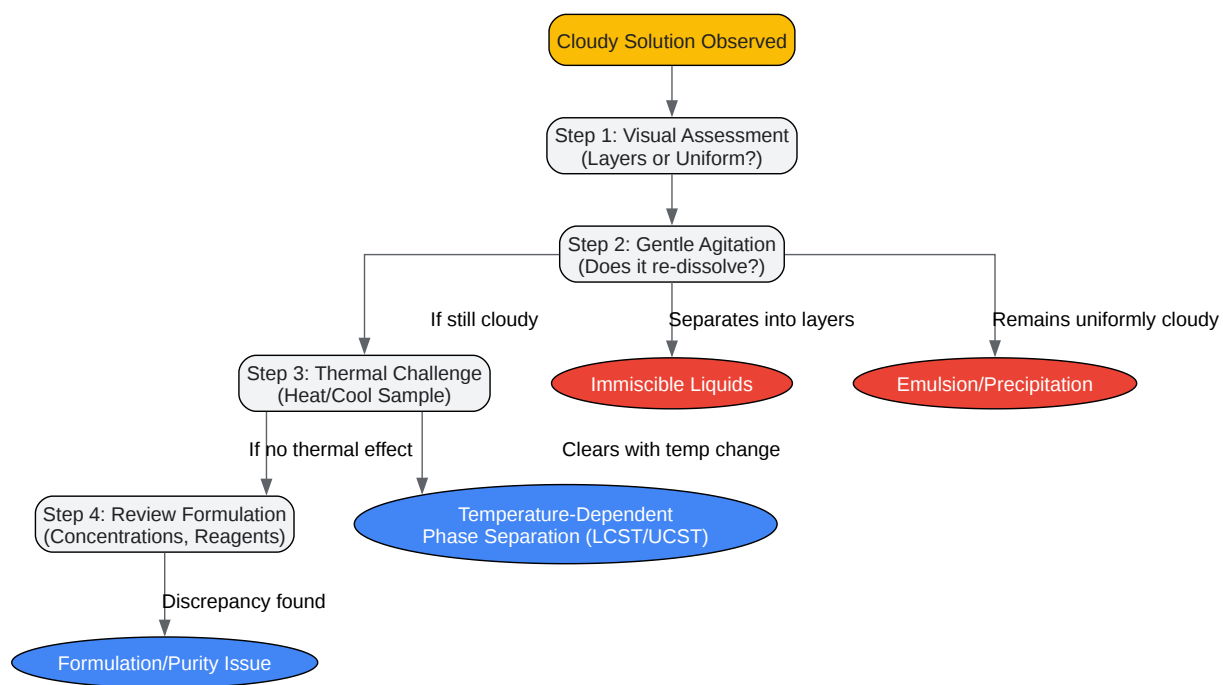 Cloudy Solution Observed
Step 1: Visual Assessment
(Layers or Uniform?)
Step 2: Gentle Agitation
(Does it re-dissolve?)
If still cloudy
Separates into layers
Remains uniformly cloudy
Step 3: Thermal Challenge
(Heat/Cool Sample)
Immiscible Liquids
Emulsion/Precipitation
If no thermal effect
Clears with temp change
Step 4: Review Formulation
(Concentrations, Reagents)
Temperature-Dependent
Phase Separation (LCST/UCST)
Discrepancy found
Formulation/Purity Issue